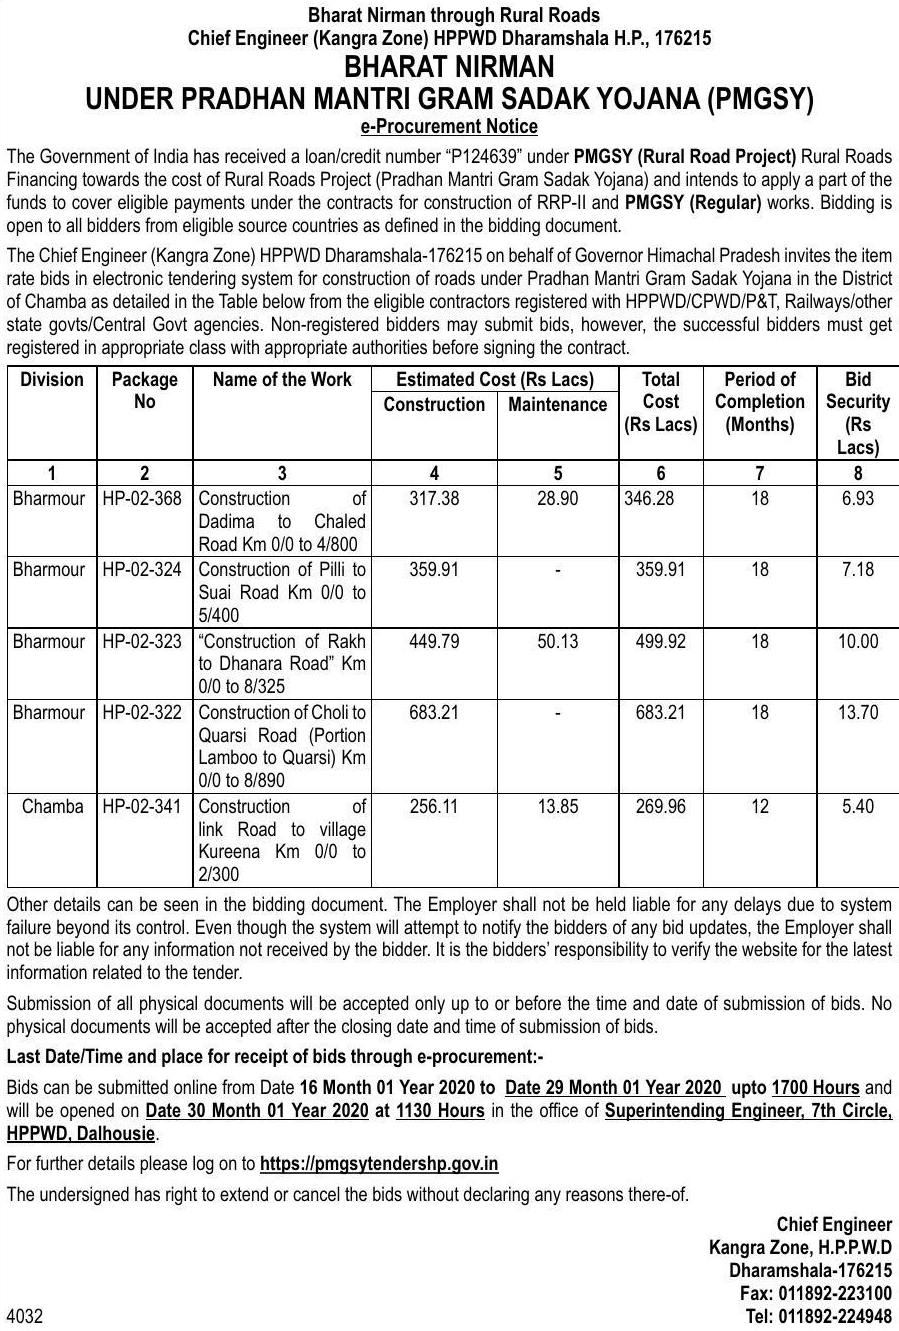 Bharat Nirman through Rural Roads
Chief Engineer (Kangra Zone) HPPWD Dharamshala H.P., 176215
BHARAT NIRMAN
UNDER PRADHAN MANTRI GRAM SADAK YOJANA (PMGSY)
e-Procurement Notice
The Government of India has received a loan/credit number “P124639” under PMGSY (Rural Road Project) Rural Roads
Financing towards the cost of Rural Roads Project (Pradhan Mantri Gram Sadak Yojana) and intends to apply a part of the
funds to cover eligible payments under the contracts for construction of RRP-II and PMGSY (Regular) works. Bidding is
open to all bidders from eligible source countries as defined in the bidding document.
The Chief Engineer (Kangra Zone) HPPWD Dharamshala-176215 on behalf of Governor Himachal Pradesh invites the item
rate bids in electronic tendering system for construction of roads under Pradhan Mantri Gram Sadak Yojana in the District
of Chamba as detailed in the Table below from the eligible contractors registered with HPPWD/CPWD/P&T, Railways/other
state govts/Central Govt agencies. Non-registered bidders may submit bids, however, the successful bidders must get
registered in appropriate class with appropriate authorities before signing the contract.
Division Package Name of the Work Estimated Cost (Rs Lacs) Total Period of Bid
No Construction Maintenance Cost Completion Security
(Rs Lacs) (Months) (Rs
Lacs)
1 2 3 4 5 6 7 8
Bharmour HP-02-368 Construction of 317.38 28.90 346.28 18 6.93
Dadima to Chaled
Road Km 0/0 to 4/800
Bharmour HP-02-324 Construction of Pilli to 359.91 - 359.91 18 7.18
Suai Road Km 0/0 to
5/400
Bharmour HP-02-323 “Construction of Rakh 449.79 50.13 499.92 18 10.00
to Dhanara Road” Km
0/0 to 8/325
Bharmour HP-02-322 Construction of Choli to 683.21 - 683.21 18 13.70
Quarsi Road (Portion
Lamboo to Quarsi) Km
0/0 to 8/890
Chamba HP-02-341 Construction of 256.11 13.85 269.96 12 5.40
link Road to village
Kureena Km 0/0 to
2/300
Other details can be seen in the bidding document. The Employer shall not be held liable for any delays due to system
failure beyond its control. Even though the system will attempt to notify the bidders of any bid updates, the Employer shall
not be liable for any information not received by the bidder. It is the bidders’ responsibility to verify the website for the latest
information related to the tender.
Submission of all physical documents will be accepted only up to or before the time and date of submission of bids. No
physical documents will be accepted after the closing date and time of submission of bids.
Last Date/Time and place for receipt of bids through e-procurement:-
Bids can be submitted online from Date 16 Month 01 Year 2020 to Date 29 Month 01 Year 2020 upto 1700 Hours and
will be opened on Date 30 Month 01 Year 2020 at 1130 Hours in the office of Superintending Engineer, 7th Circle,
HPPWD, Dalhousie.
For further details please log on to https://pmgsytendershp.gov.in
The undersigned has right to extend or cancel the bids without declaring any reasons there-of.
Chief Engineer
Kangra Zone, H.P.P.W.D
Dharamshala-176215
Fax: 011892-223100
4032 Tel: 011892-224948